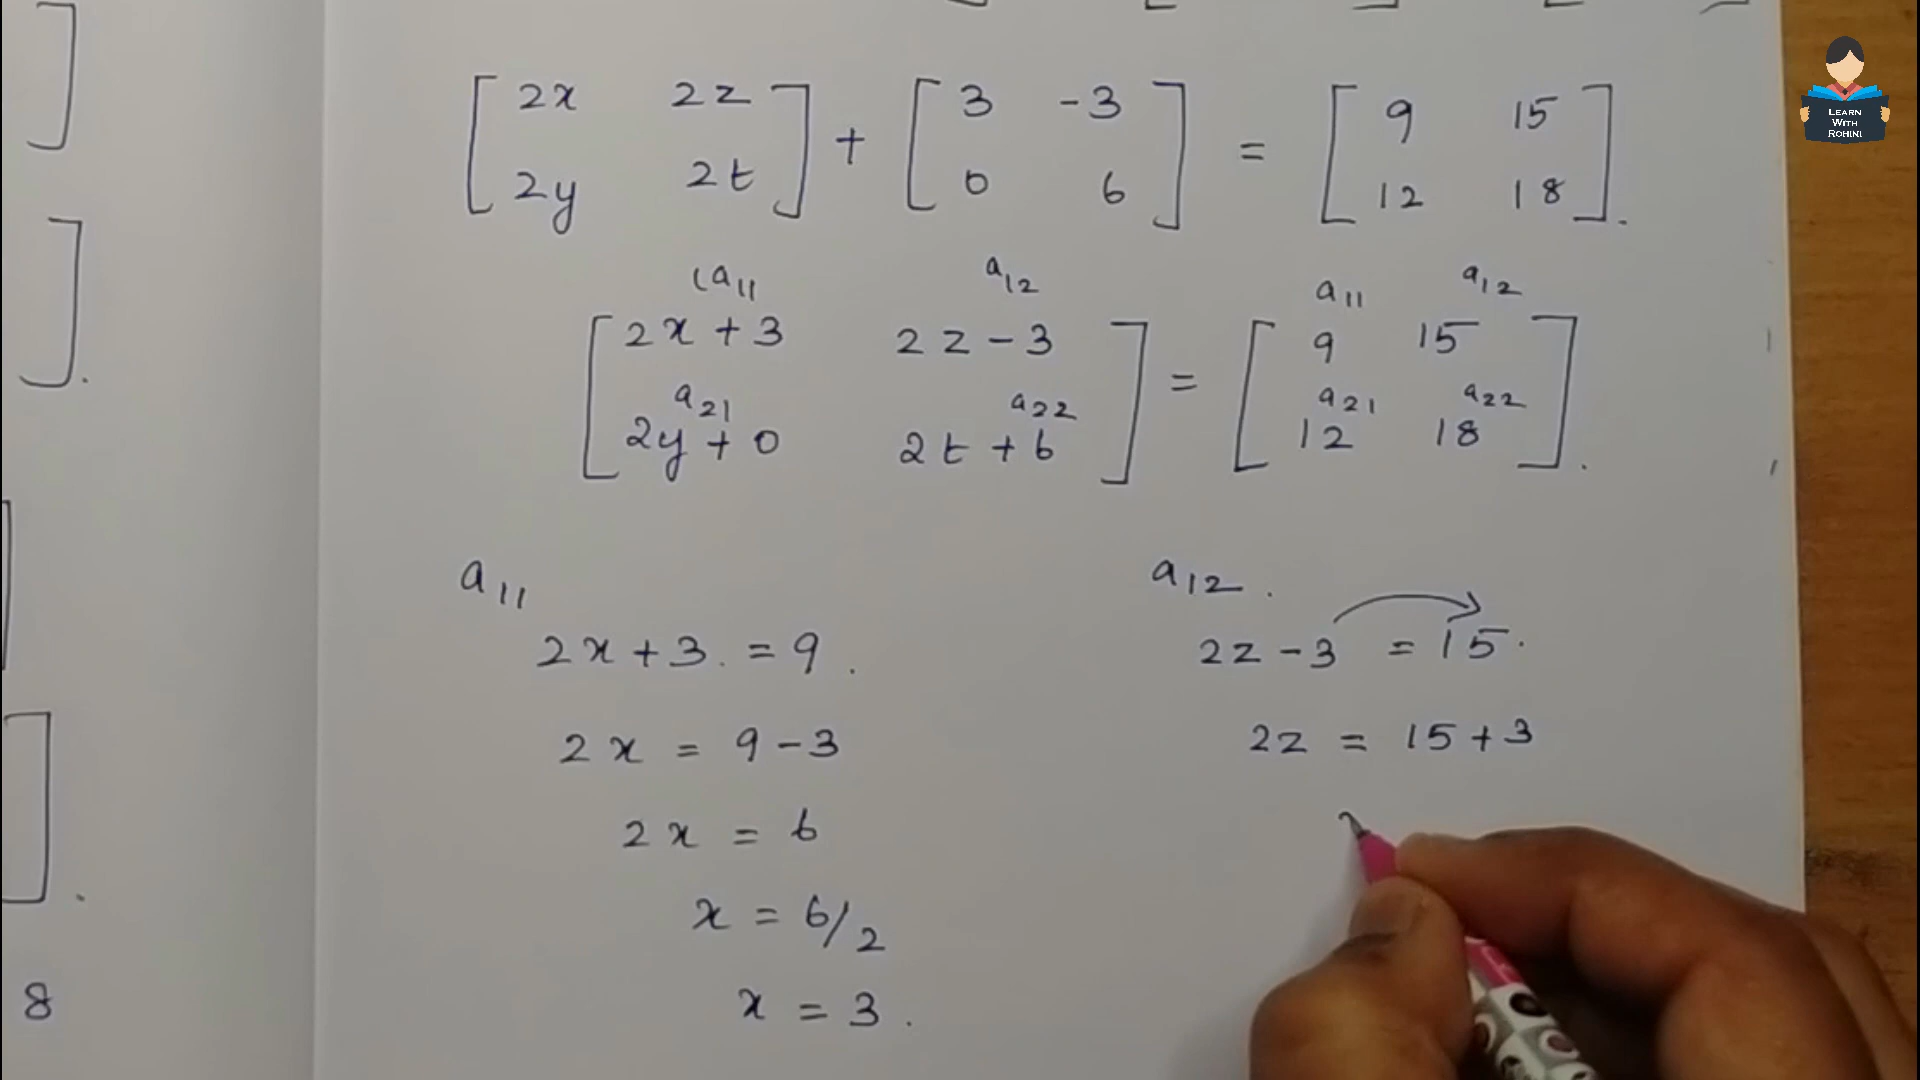 [ 2x 2z ] + [ 3 -3 ] = [ 9 15 ]
[ 2y 2t ] [ 0 6 ] [ 12 18 ].
(a11 a12 a11 a12
[ 2x + 3 2z - 3 ] = [ 9 15 ]
a21 a22 a21 a22
[ 2y + 0 2t + 6 ] [ 12 18 ].
a11
2x + 3. = 9.
2x = 9 - 3
2x = 6
x = 6/2
x = 3.
a12.
2z - 3 = 15.
2z = 15 + 3
8
LEARN
WITH
ROHINI